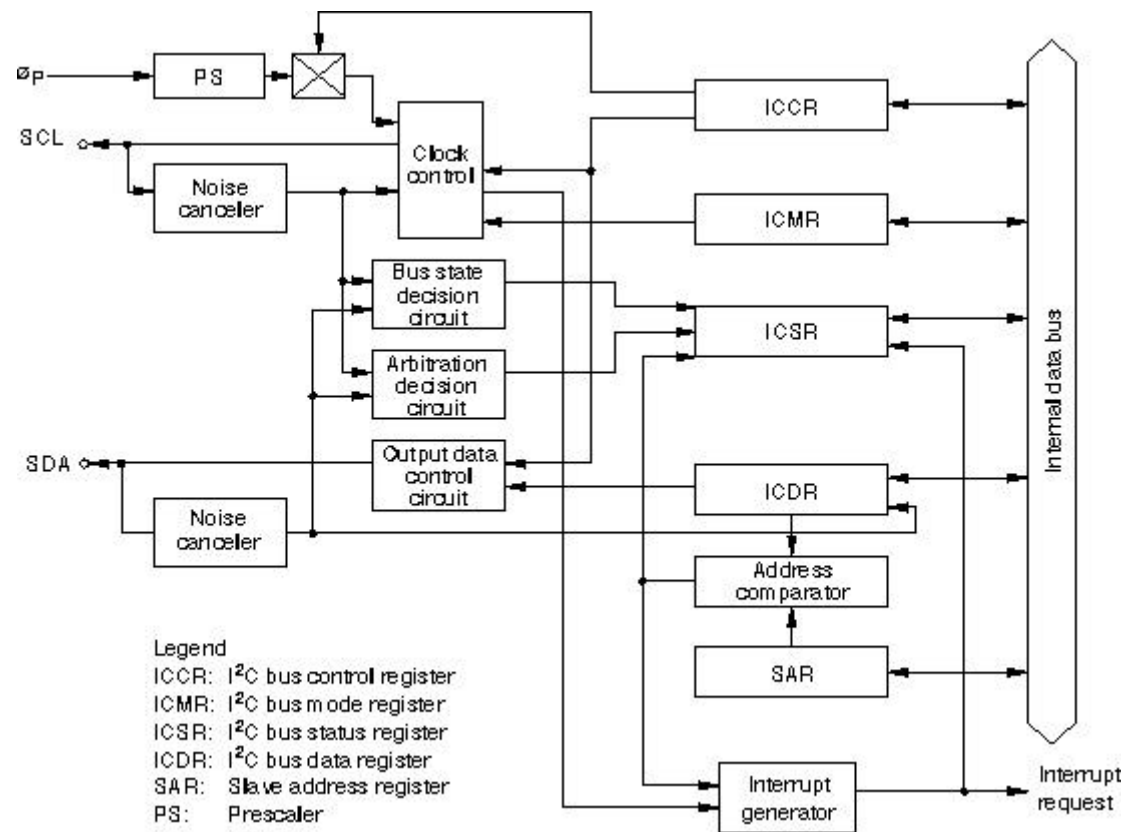 øP
PS
ICCR
SCL
Clock
control
Noise
canceler
ICMR
Bus state
decision
circuit
ICSR
Arbitration
decision
circuit
Internal data bus
SDA
Output data
control
circuit
ICDR
Noise
canceler
Address
comparator
SAR
Legend
ICCR: I²C bus control register
ICMR: I²C bus mode register
ICSR: I²C bus status register
ICDR: I²C bus data register
SAR: Slave address register
PS: Prescaler
Interrupt
generator
Interrupt
request